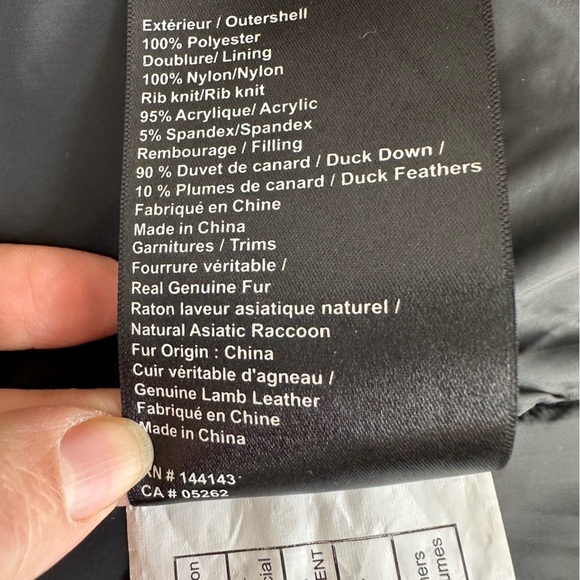 Extérieur / Outershell
100% Polyester
Doublure/ Lining
100% Nylon/Nylon
Rib knit/Rib knit
95% Acrylique/ Acrylic
5% Spandex/Spandex
Rembourage / Filling
90 % Duvet de canard / Duck Down /
10 % Plumes de canard / Duck Feathers
Fabriqué en Chine
Made in China
Garnitures / Trims
Fourrure véritable /
Real Genuine Fur
Raton laveur asiatique naturel /
Natural Asiatic Raccoon
Fur Origin : China
Cuir véritable d'agneau /
Genuine Lamb Leather
Fabriqué en Chine
Made in China
# 144143
CA # 05262